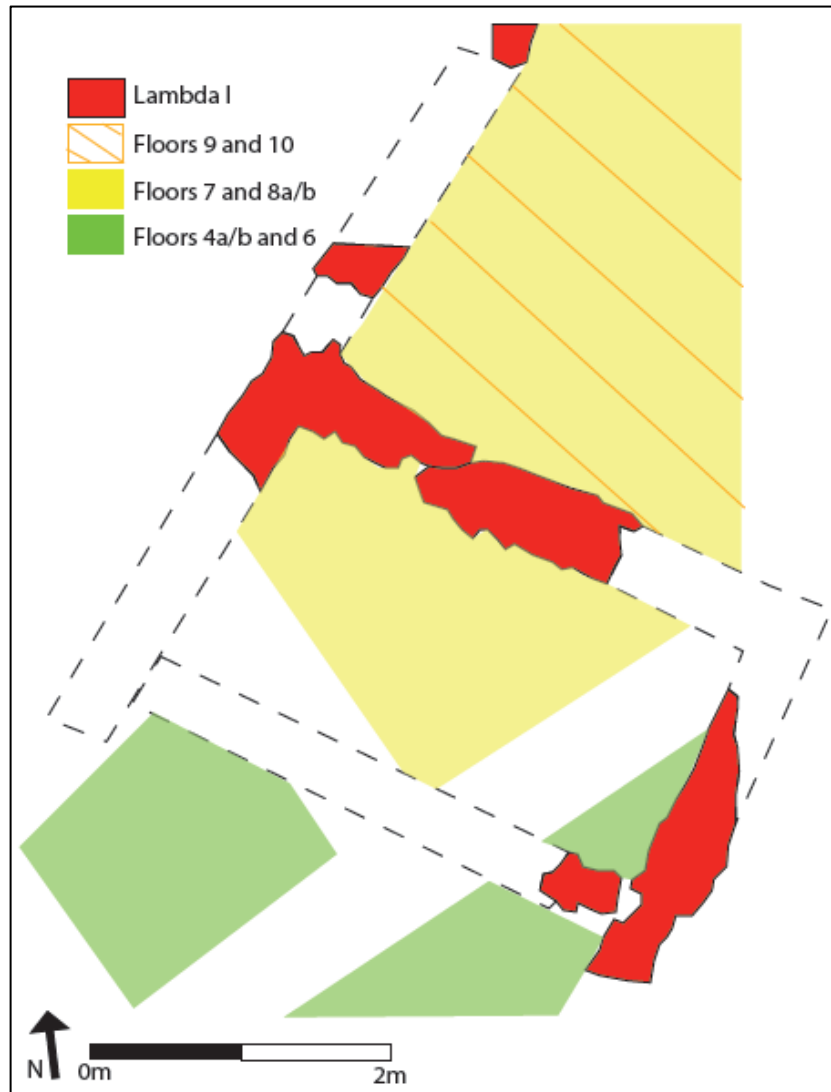 Lambda I
Floors 9 and 10
Floors 7 and 8a/b
Floors 4a/b and 6
N
0m
2m